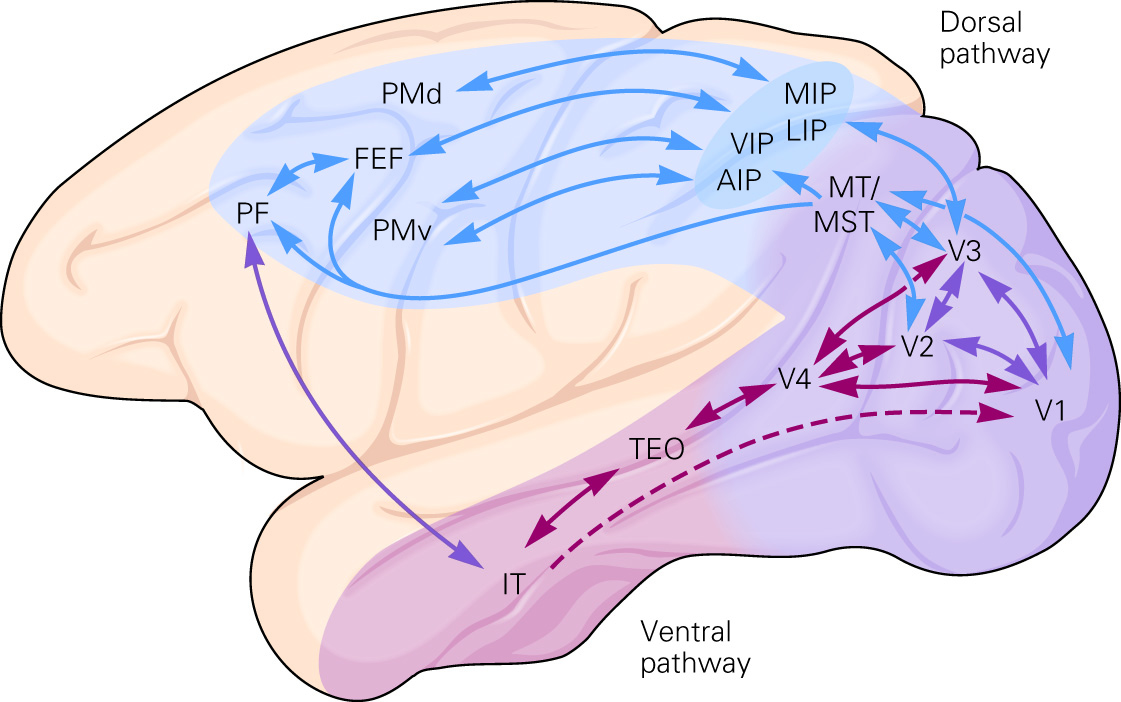 Dorsal
pathway
PMd
MIP
LIP
VIP
FEF
AIP
MT/
MST
PF
PMv
V3
V2
V4
V1
TEO
IT
Ventral
pathway